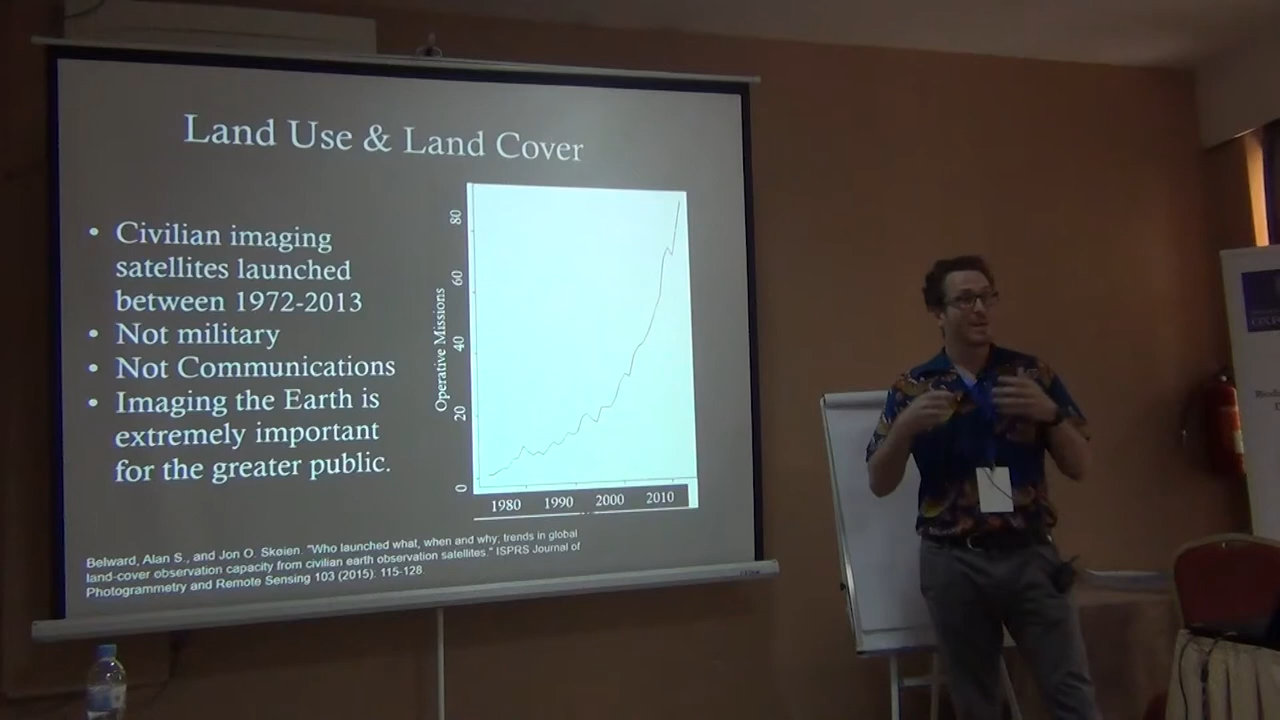 Land Use & Land Cover
• Civilian imaging
satellites launched
between 1972-2013
• Not military
• Not Communications
• Imaging the Earth is
extremely important
for the greater public.
Operative Missions
80
60
40
20
0
1980 1990 2000 2010
Belward, Alan S., and Jon O. Skøien. "Who launched what, when and why; trends in global
land-cover observation capacity from civilian earth observation satellites." ISPRS Journal of
Photogrammetry and Remote Sensing 103 (2015): 115-128.